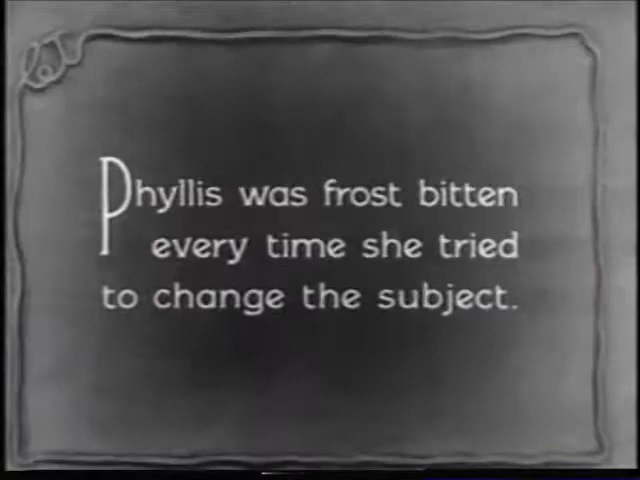 Phyllis was frost bitten
every time she tried
to change the subject.